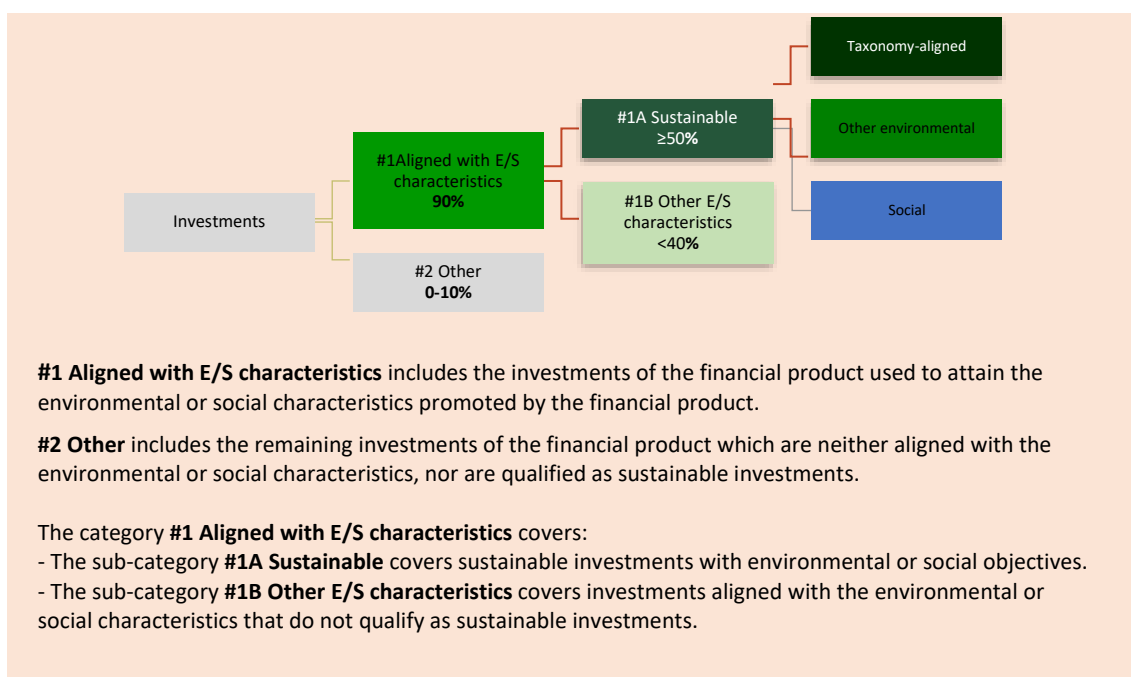 Taxonomy-aligned
#1A Sustainable
≥50%
Other environmental
#1Aligned with E/S
characteristics
90%
#1B Other E/S
characteristics
<40%
Investments
Social
#2 Other
0-10%
#1 Aligned with E/S characteristics includes the investments of the financial product used to attain the
environmental or social characteristics promoted by the financial product.
#2 Other includes the remaining investments of the financial product which are neither aligned with the
environmental or social characteristics, nor are qualified as sustainable investments.
The category #1 Aligned with E/S characteristics covers:
- The sub-category #1A Sustainable covers sustainable investments with environmental or social objectives.
- The sub-category #1B Other E/S characteristics covers investments aligned with the environmental or
social characteristics that do not qualify as sustainable investments.